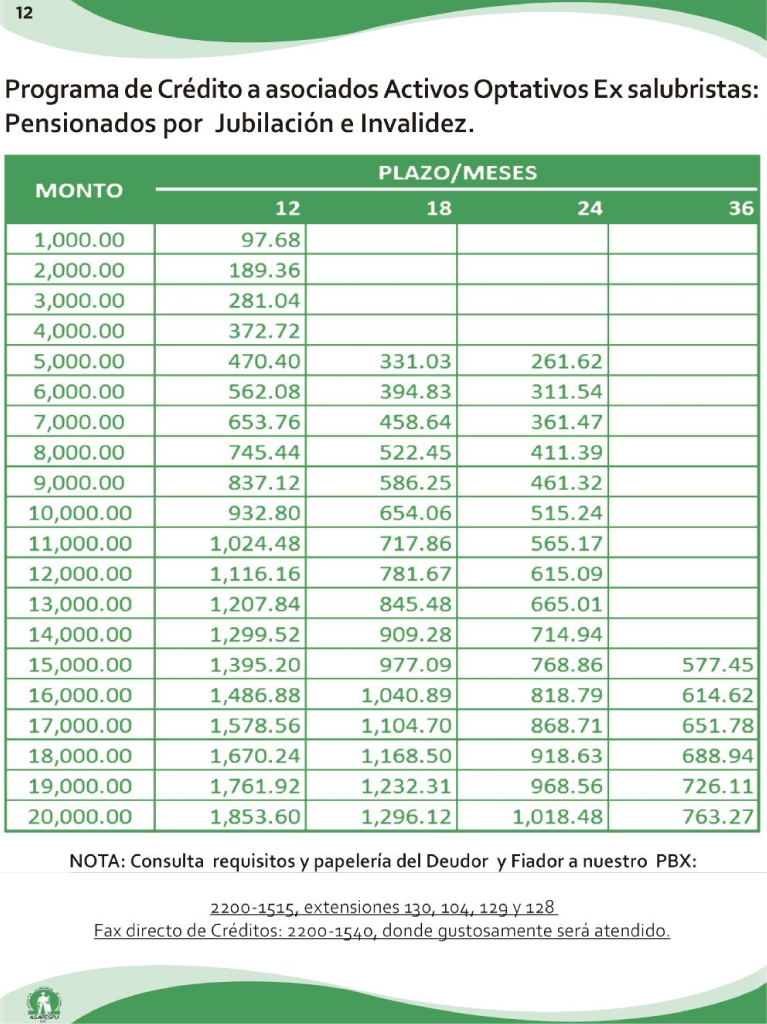 12
Programa de Crédito a asociados Activos Optativos Ex salubristas:
Pensionados por Jubilación e Invalidez.
MONTO PLAZO/MESES
12 18 24 36
1,000.00 97.68
2,000.00 189.36
3,000.00 281.04
4,000.00 372.72
5,000.00 470.40 331.03 261.62
6,000.00 562.08 394.83 311.54
7,000.00 653.76 458.64 361.47
8,000.00 745.44 522.45 411.39
9,000.00 837.12 586.25 461.32
10,000.00 932.80 654.06 515.24
11,000.00 1,024.48 717.86 565.17
12,000.00 1,116.16 781.67 615.09
13,000.00 1,207.84 845.48 665.01
14,000.00 1,299.52 909.28 714.94
15,000.00 1,395.20 977.09 768.86 577.45
16,000.00 1,486.88 1,040.89 818.79 614.62
17,000.00 1,578.56 1,104.70 868.71 651.78
18,000.00 1,670.24 1,168.50 918.63 688.94
19,000.00 1,761.92 1,232.31 968.56 726.11
20,000.00 1,853.60 1,296.12 1,018.48 763.27
NOTA: Consulta requisitos y papelería del Deudor y Fiador a nuestro PBX:
2200-1515, extensiones 130, 104, 129 y 128
Fax directo de Créditos: 2200-1540, donde gustosamente será atendido.